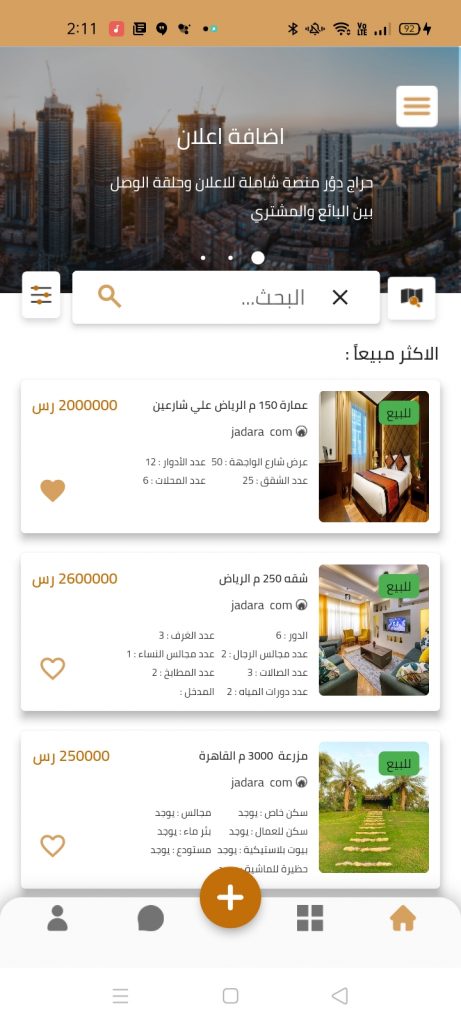 2:11
VO LTE
92
اضافة اعلان
حراج دؤر منصة شاملة للاعلان وحلقة الوصل
بين البائع والمشتري
البحث...
الاكثر مبيعاً :
للبيع
عمارة 150 م الرياض علي شارعين
2000000 رس
jadara com
عرض شارع الواجهة : 50 عدد الأدوار : 12
عدد الشقق : 25 عدد المحلات : 6
للبيع
شقه 250 م الرياض
2600000 رس
jadara com
الدور : 6 عدد الغرف : 3
عدد مجالس الرجال : 2 عدد مجالس النساء : 1
عدد الصالات : 3 عدد المطابخ : 2
عدد دورات المياه : 2 المدخل :
للبيع
مزرعة 3000 م القاهرة
250000 رس
jadara com
سكن خاص : يوجد مجالس : يوجد
سكن للعمال : يوجد بئر ماء : يوجد
بيوت بلاستيكية : يوجد مستودع : يوجد
حظيرة للماشية :